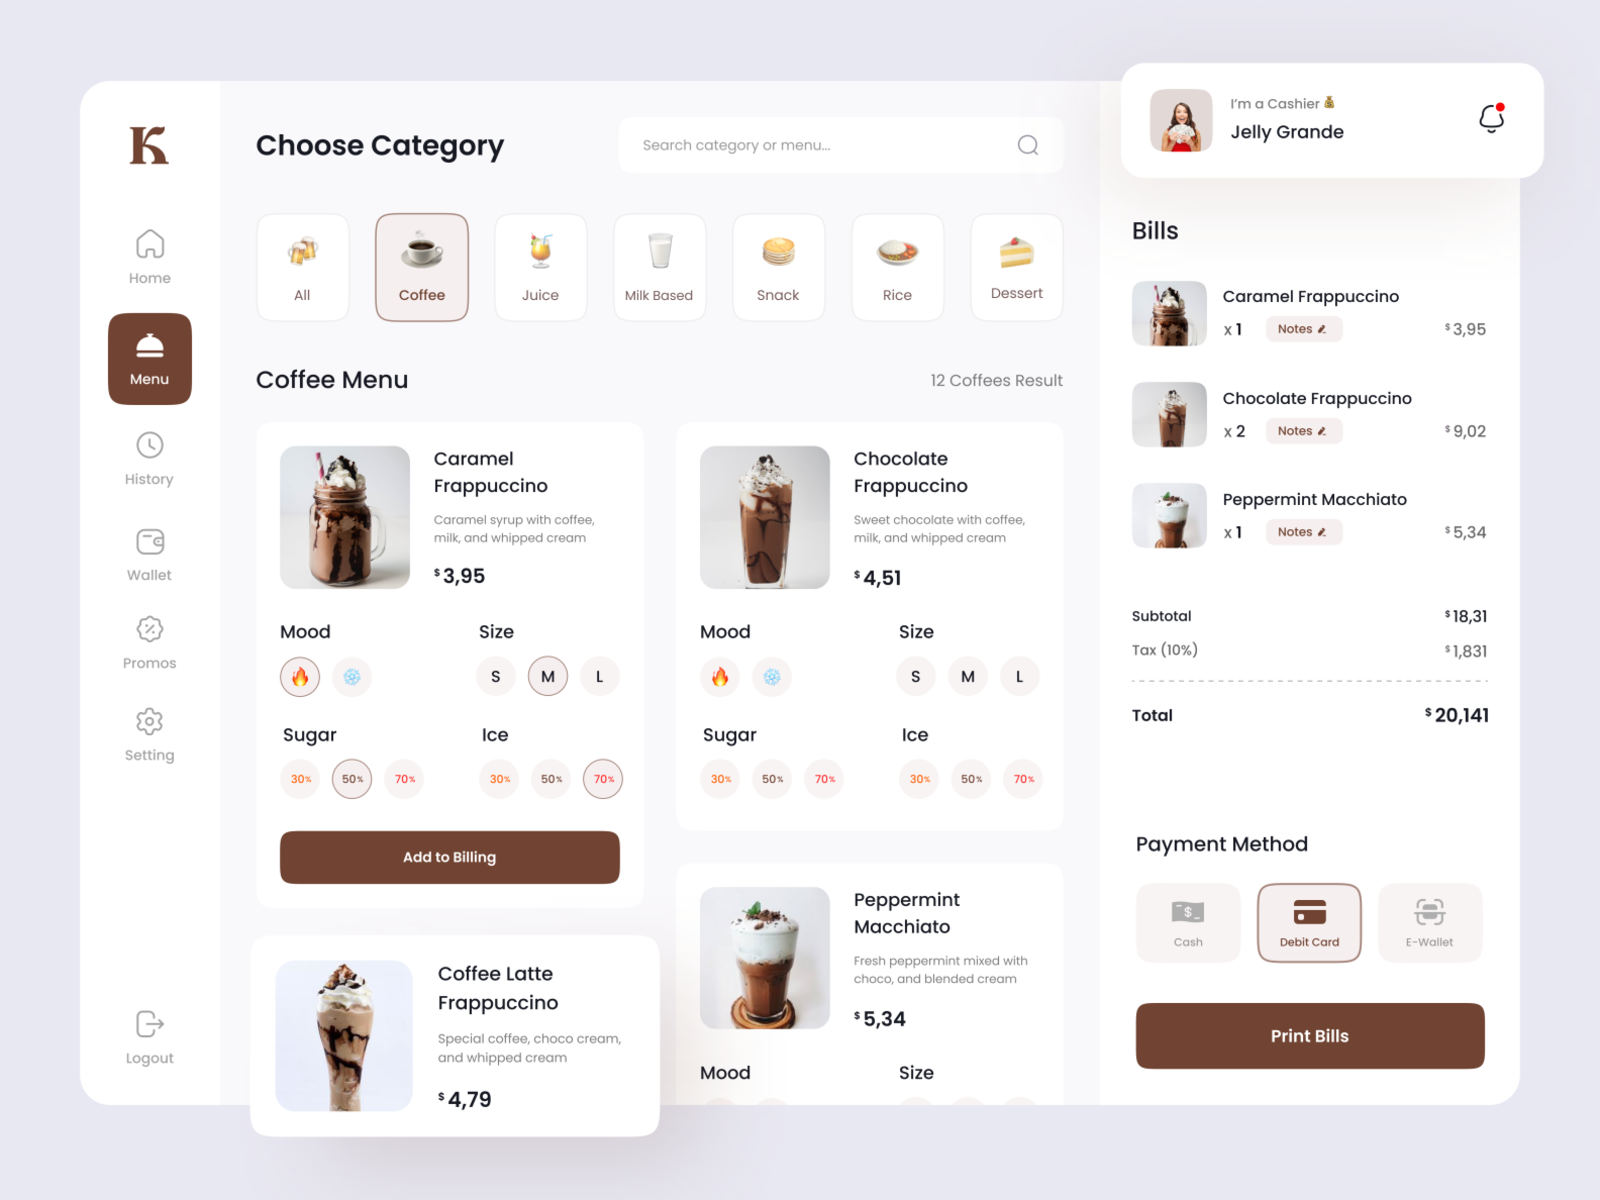 K
Home
Menu
History
Wallet
Promos
Setting
Logout
Choose Category
Search category or menu...
All
Coffee
Juice
Milk Based
Snack
Rice
Dessert
Coffee Menu
12 Coffees Result
Caramel
Frappuccino
Caramel syrup with coffee,
milk, and whipped cream
$ 3,95
Mood
Size
S
M
L
Sugar
Ice
30%
50%
70%
30%
50%
70%
Add to Billing
Coffee Latte
Frappuccino
Special coffee, choco cream,
and whipped cream
$ 4,79
Chocolate
Frappuccino
Sweet chocolate with coffee,
milk, and whipped cream
$ 4,51
Mood
Size
S
M
L
Sugar
Ice
30%
50%
70%
30%
50%
70%
Peppermint
Macchiato
Fresh peppermint mixed with
choco, and blended cream
$ 5,34
Mood
Size
I'm a Cashier
Jelly Grande
Bills
Caramel Frappuccino
x 1
Notes
$ 3,95
Chocolate Frappuccino
x 2
Notes
$ 9,02
Peppermint Macchiato
x 1
Notes
$ 5,34
Subtotal
$ 18,31
Tax (10%)
$ 1,831
Total
$ 20,141
Payment Method
$
Cash
Debit Card
E-Wallet
Print Bills